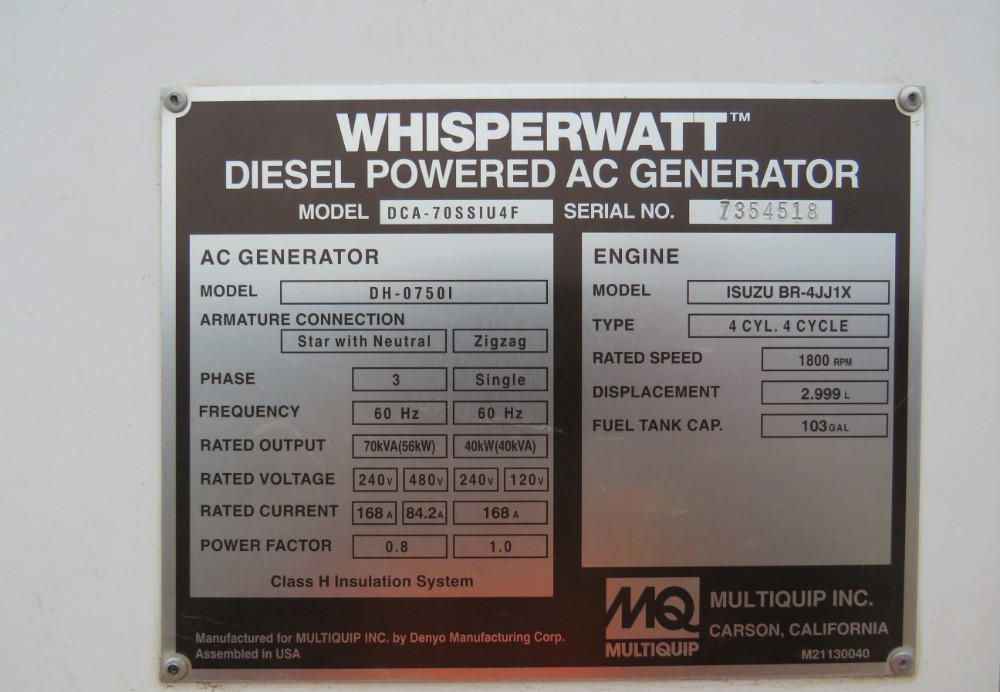 WHISPERWATT™
DIESEL POWERED AC GENERATOR
MODEL DCA-70SSIU4F SERIAL NO. 7354518
AC GENERATOR
MODEL DH-0750I
ARMATURE CONNECTION
Star with Neutral Zigzag
PHASE 3 Single
FREQUENCY 60 Hz 60 Hz
RATED OUTPUT 70kVA(56kW) 40kW(40kVA)
RATED VOLTAGE 240V 480V 240V 120V
RATED CURRENT 168A 84.2A 168A
POWER FACTOR 0.8 1.0
Class H Insulation System
ENGINE
MODEL ISUZU BR-4JJ1X
TYPE 4 CYL. 4 CYCLE
RATED SPEED 1800 RPM
DISPLACEMENT 2.999 L
FUEL TANK CAP. 103GAL
Manufactured for MULTIQUIP INC. by Denyo Manufacturing Corp.
Assembled in USA
MQ
MULTIQUIP
MULTIQUIP INC.
CARSON, CALIFORNIA
M21130040